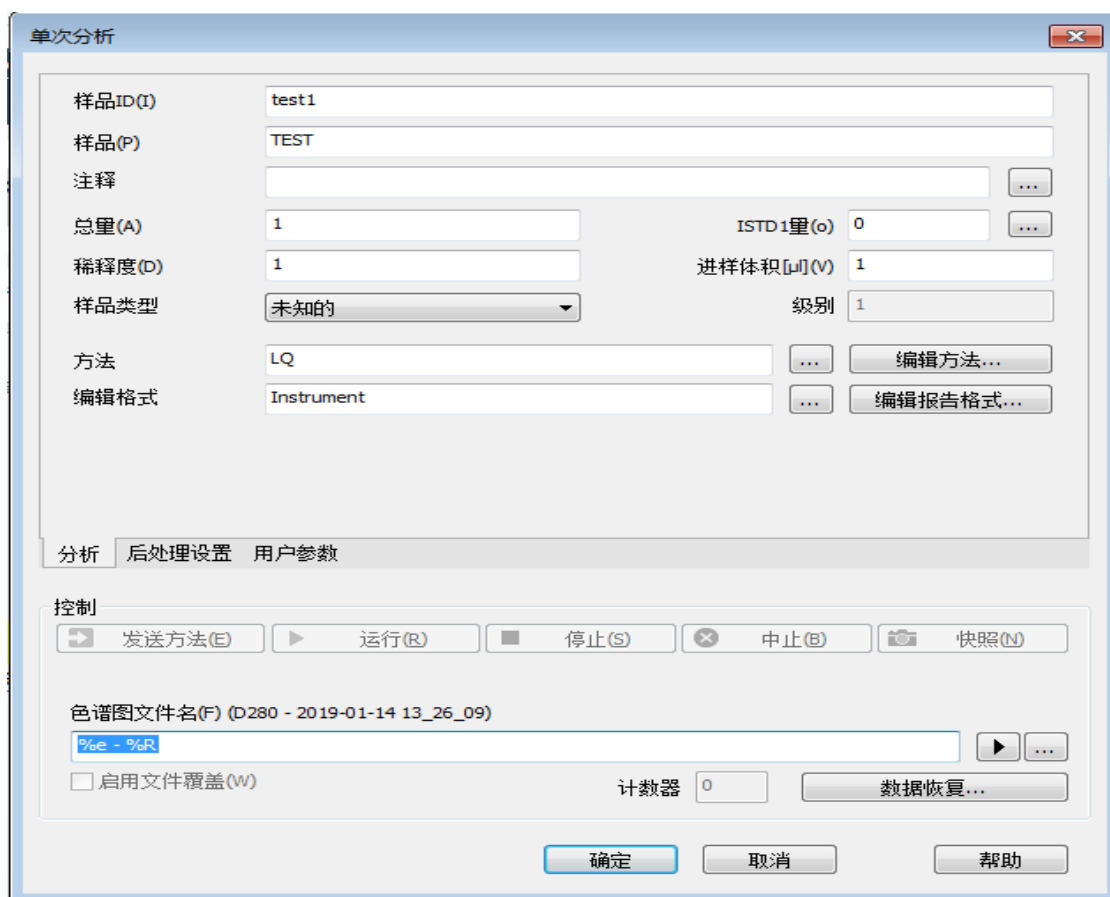 单次分析
样品ID(I) test1
样品(P) TEST
注释 ...
总量(A) 1 ISTD1量(o) 0 ...
稀释度(D) 1 进样体积[µl](V) 1
样品类型 未知的 级别 1
方法 LQ ... 编辑方法...
编辑格式 Instrument ... 编辑报告格式...
分析 后处理设置 用户参数
控制
发送方法(E) 运行(R) 停止(S) 中止(B) 快照(N)
色谱图文件名(F) (D280 - 2019-01-14 13_26_09)
%e - %R ...
启用文件覆盖(W) 计数器 0 数据恢复...
确定 取消 帮助